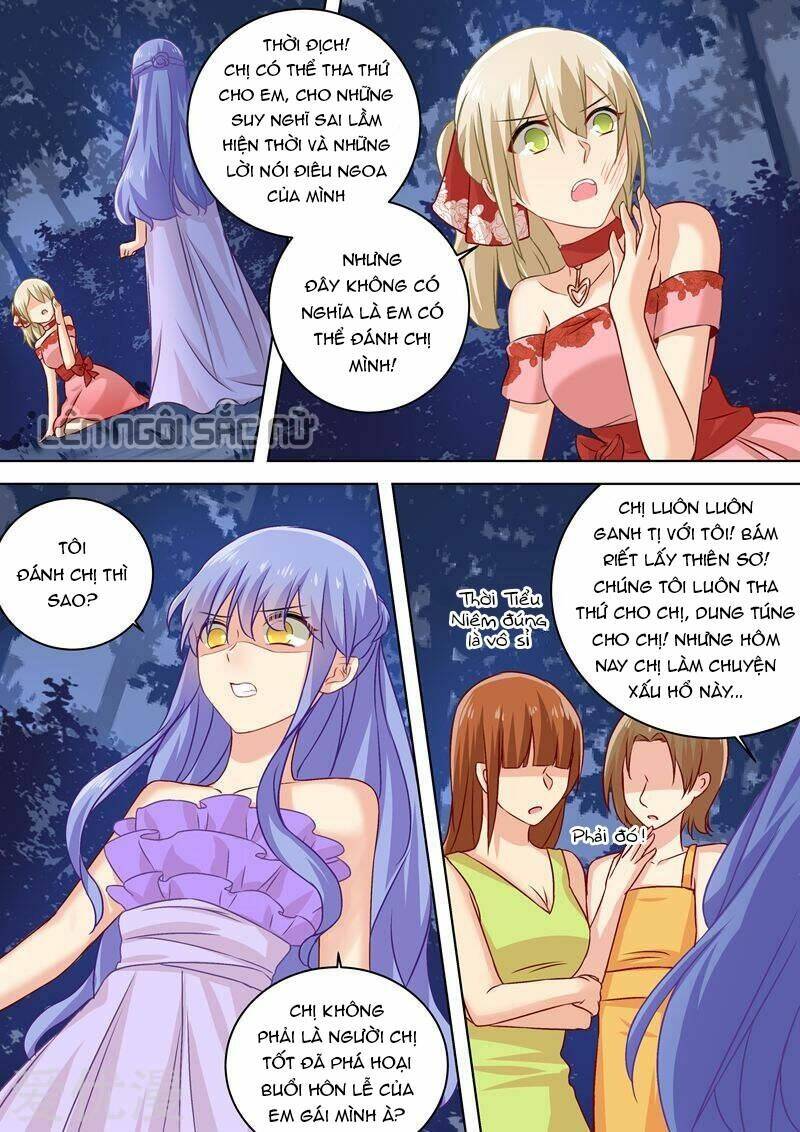 THỜI ĐỊCH!
CHỊ CÓ THỂ THA THỨ
CHO EM, CHO NHỮNG
SUY NGHĨ SAI LẦM
HIỆN THỜI VÀ NHỮNG
LỜI NÓI ĐIÊU NGOA
CỦA MÌNH
NHƯNG
ĐÂY KHÔNG CÓ
NGHĨA LÀ EM CÓ
THỂ ĐÁNH CHỊ
MÌNH!
LÊN NGÔI SẮC NỮ
TÔI
ĐÁNH CHỊ THÌ
SAO?
CHỊ KHÔNG
PHẢI LÀ NGƯỜI CHỊ
TỐT ĐÃ PHÁ HOẠI
BUỔI HÔN LỄ CỦA
EM GÁI MÌNH À?
CHỊ LUÔN LUÔN
GANH TỊ VỚI TÔI! BÁM
RIẾT LẤY THIÊN SƠ!
CHÚNG TÔI LUÔN THA
THỨ CHO CHỊ, DUNG TÚNG
CHO CHỊ! NHƯNG HÔM
NAY CHỊ LÀM CHUYỆN
XẤU HỔ NÀY...
Thời Tiểu
Niệm đúng
là vô sỉ
Phải đó!